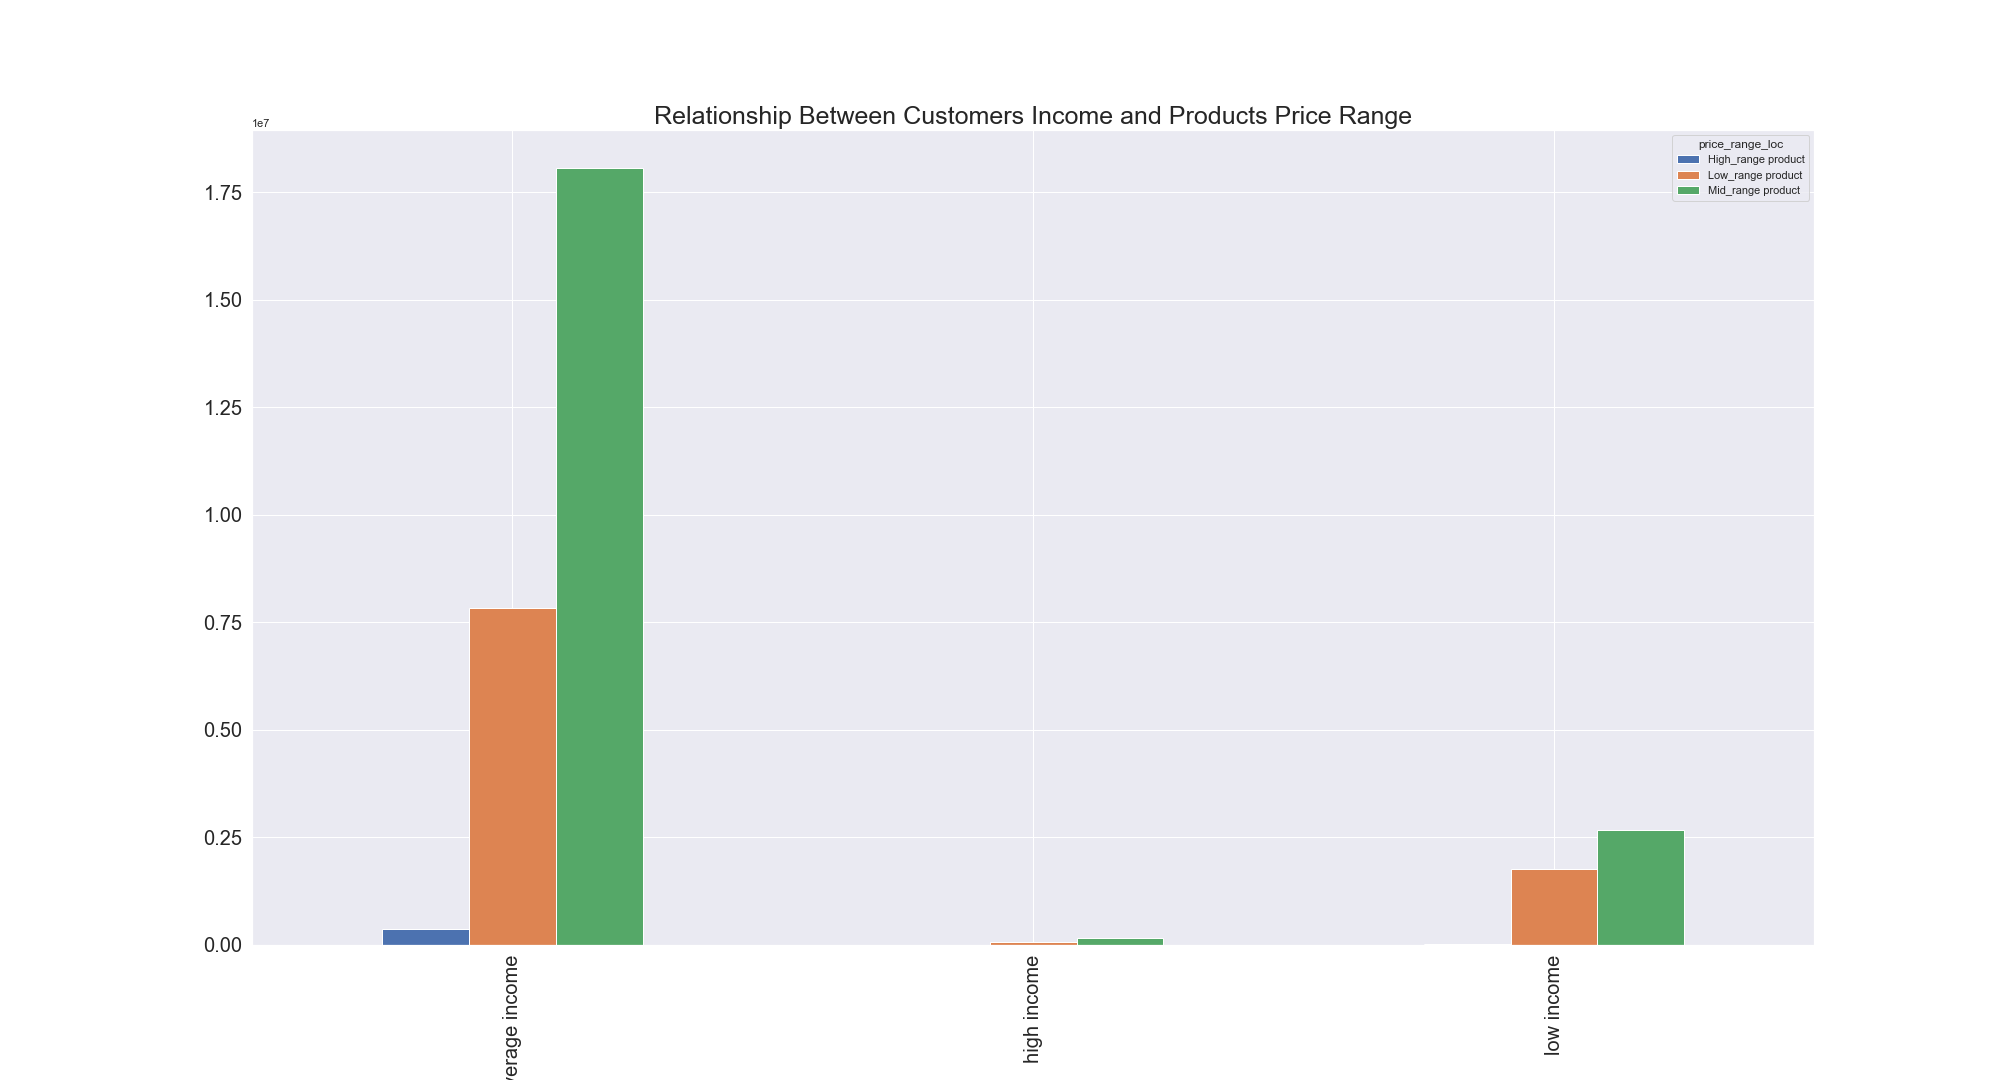 Relationship Between Customers Income and Products Price Range
1e7
price_range_loc
High_range product
Low_range product
Mid_range product
1.75
1.50
1.25
1.00
0.75
0.50
0.25
0.00
verage income
high income
low income